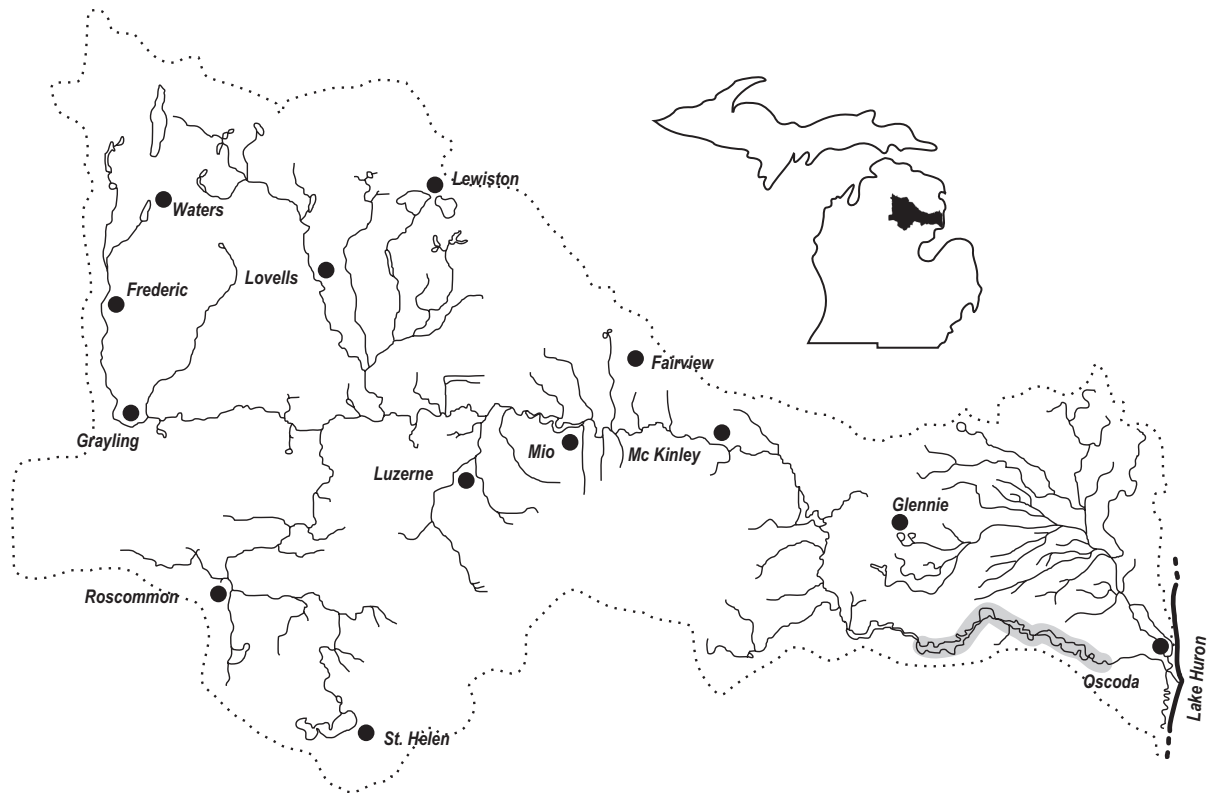 Lewiston
Waters
Lovells
Frederic
Fairview
Grayling
Mio
Mc Kinley
Luzerne
Glennie
Roscommon
Lake Huron
Oscoda
St. Helen